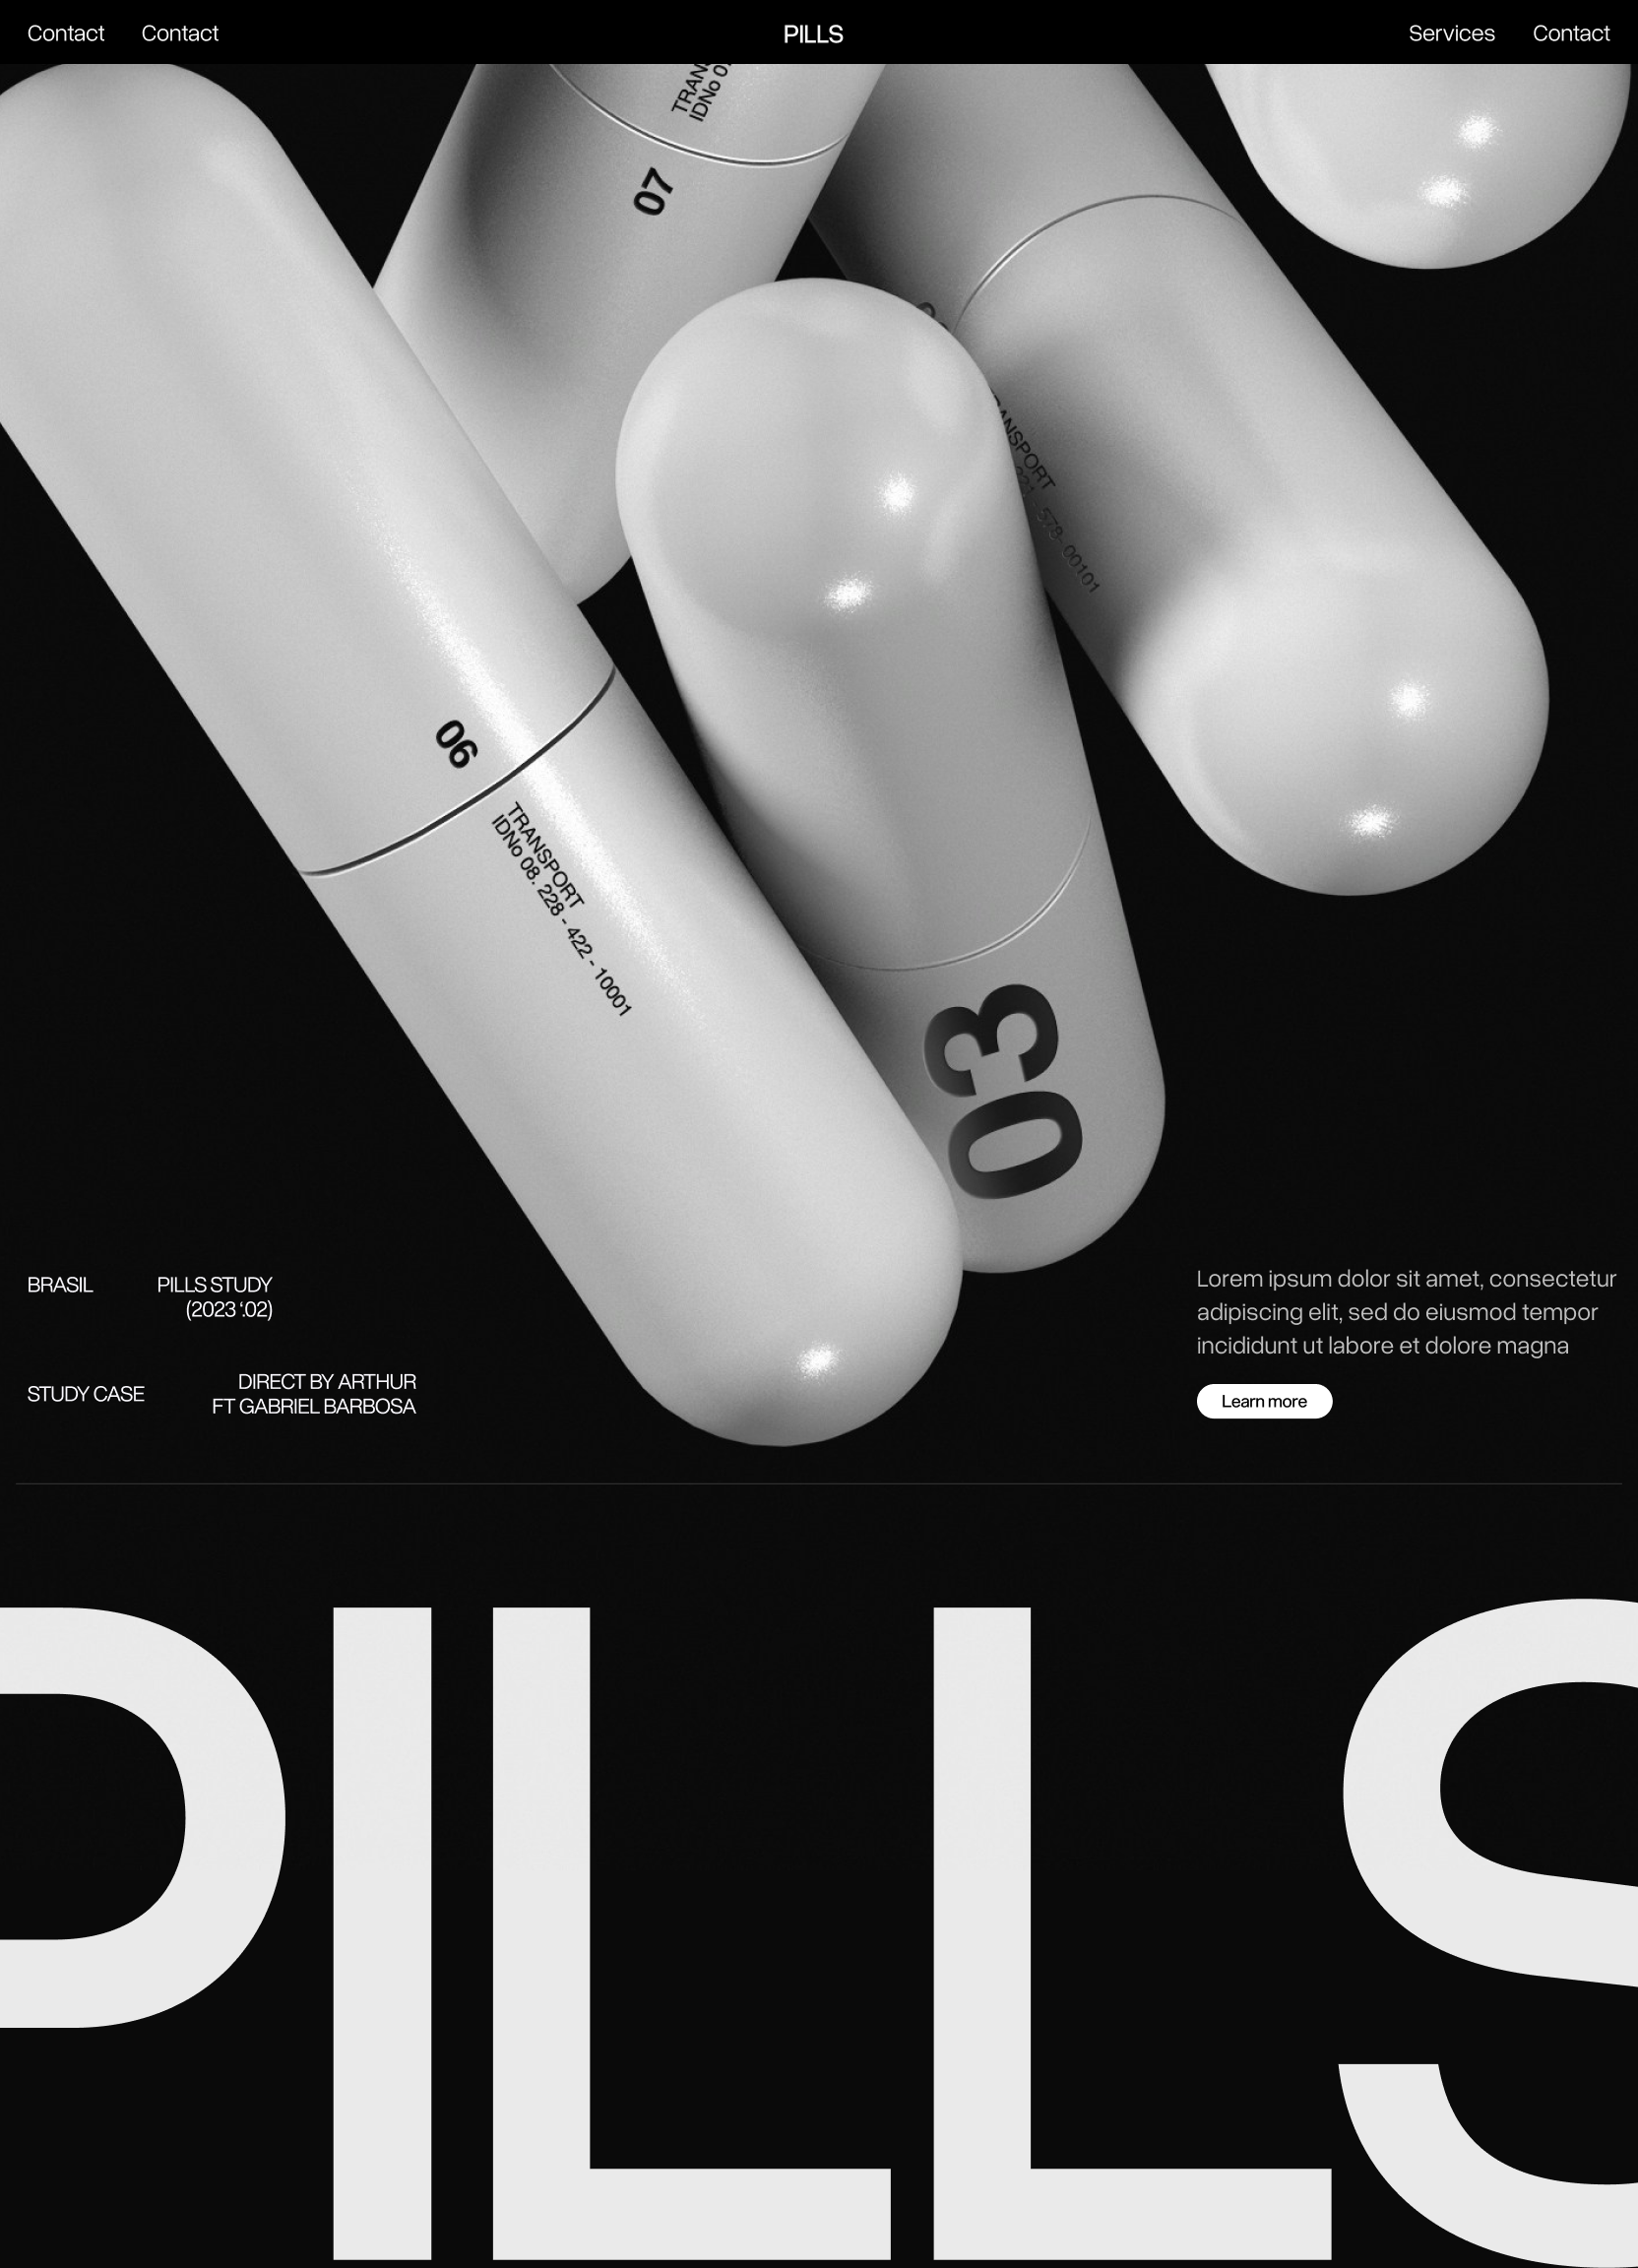 Contact Contact PILLS Services Contact
07
06
TRANSPORT
IDNo 08. 228 - 422 - 10001
03
BRASIL
PILLS STUDY
(2023 ‘02)
STUDY CASE
DIRECT BY ARTHUR
FT GABRIEL BARBOSA
Lorem ipsum dolor sit amet, consectetur
adipiscing elit, sed do eiusmod tempor
incididunt ut labore et dolore magna
Learn more
PILLS